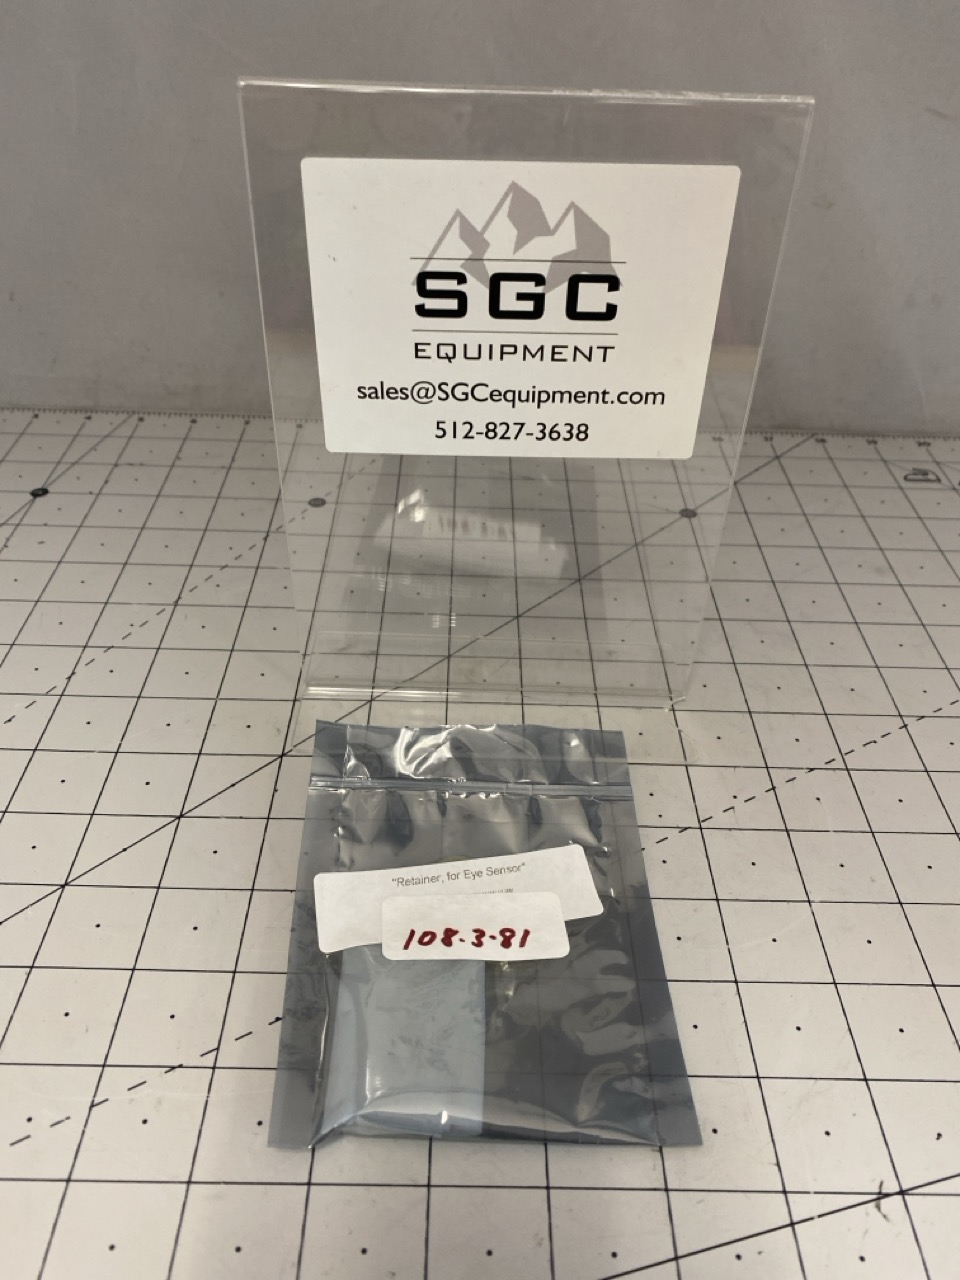 SGC
EQUIPMENT
sales@SGCequipment.com
512-827-3638
"Retainer, for Eye Sensor"
108-3-81